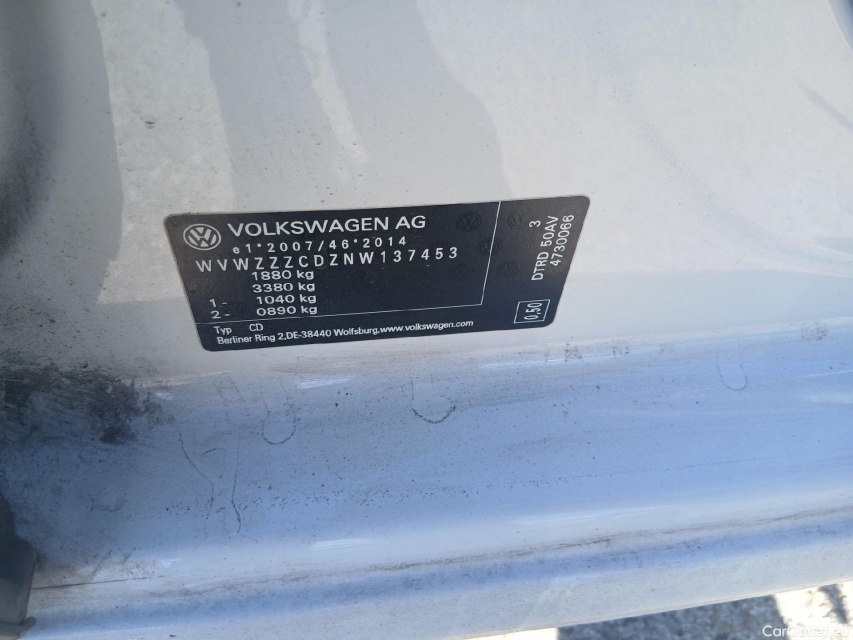 VOLKSWAGEN AG
e1*2007/46*2014
WVWZZZCDZNW137453
1880 kg
3380 kg
1 - 1040 kg
2 - 0890 kg
Typ CD
Berliner Ring 2,DE-38440 Wolfsburg,www.volkswagen.com
3
DTRD 50AV
4730066
0.50